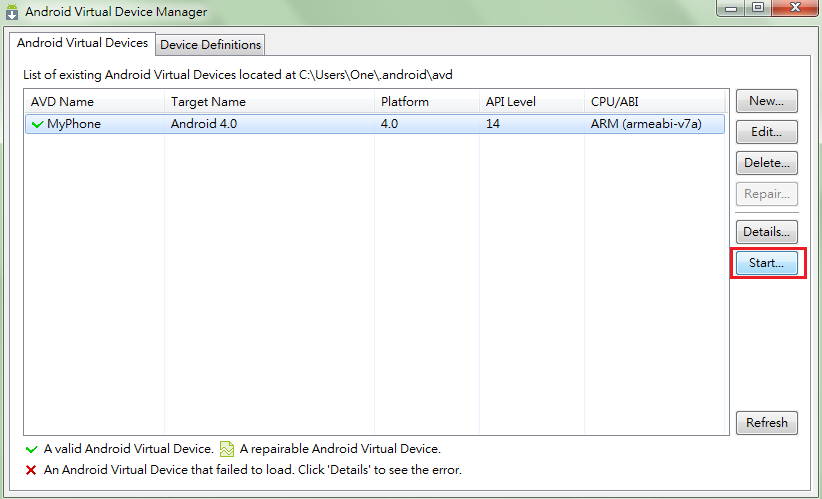 Android Virtual Device Manager
Android Virtual Devices Device Definitions
List of existing Android Virtual Devices located at C:\Users\One\.android\avd
AVD Name Target Name Platform API Level CPU/ABI
MyPhone Android 4.0 4.0 14 ARM (armeabi-v7a)
New...
Edit...
Delete...
Repair...
Details...
Start...
Refresh
A valid Android Virtual Device. A repairable Android Virtual Device.
An Android Virtual Device that failed to load. Click 'Details' to see the error.